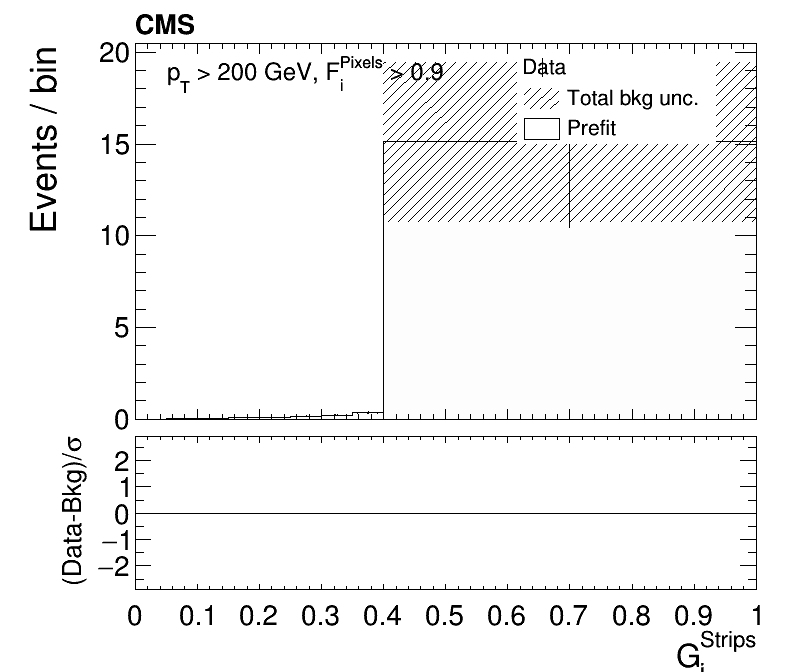 CMS
Events / bin
20
15
10
5
0
p_T > 200 GeV, F_i^Pixels > 0.9
Data
Total bkg unc.
Prefit
(Data-Bkg)/σ
2
1
0
−1
−2
0 0.1 0.2 0.3 0.4 0.5 0.6 0.7 0.8 0.9 1
G_i^Strips